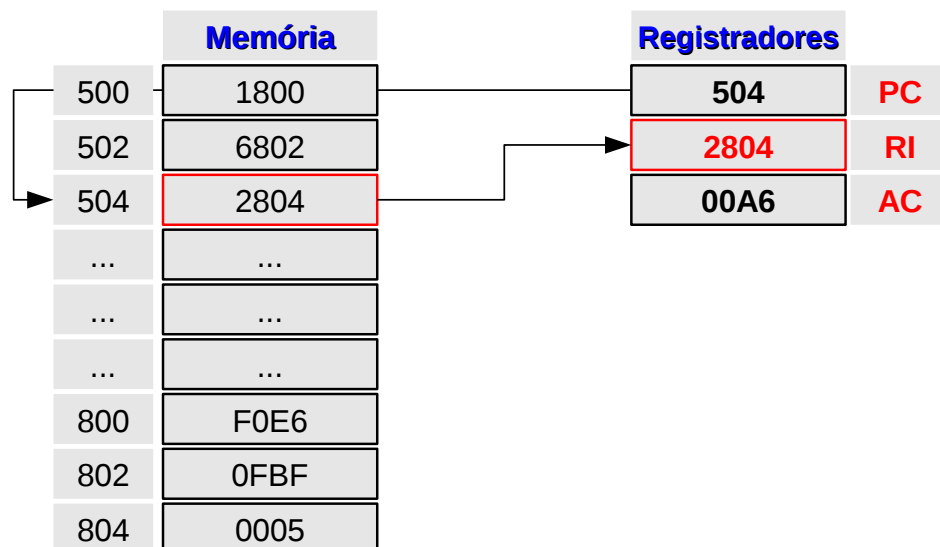 Memória Registradores
500 1800 504 PC
502 6802 2804 RI
504 2804 00A6 AC
... ...
... ...
... ...
800 F0E6
802 0FBF
804 0005